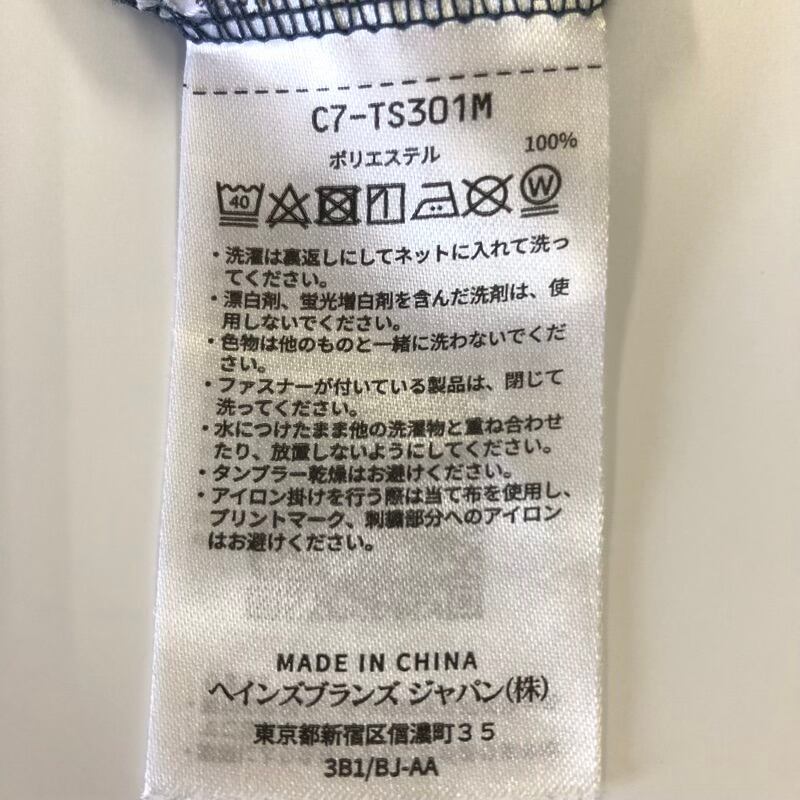 C7-TS301M
ポリエステル 100%
40 W
・洗濯は裏返しにしてネットに入れて洗っ
てください。
・漂白剤、蛍光増白剤を含んだ洗剤は、使
用しないでください。
・色物は他のものと一緒に洗わないでくだ
さい。
・ファスナーが付いている製品は、閉じて
洗ってください。
・水につけたまま他の洗濯物と重ね合わせ
たり、放置しないようにしてください。
・タンブラー乾燥はお避けください。
・アイロン掛けを行う際は当て布を使用し、
プリントマーク、刺繍部分へのアイロン
はお避けください。
MADE IN CHINA
ヘインズブランズ ジャパン(株)
東京都新宿区信濃町35
3B1/BJ-AA